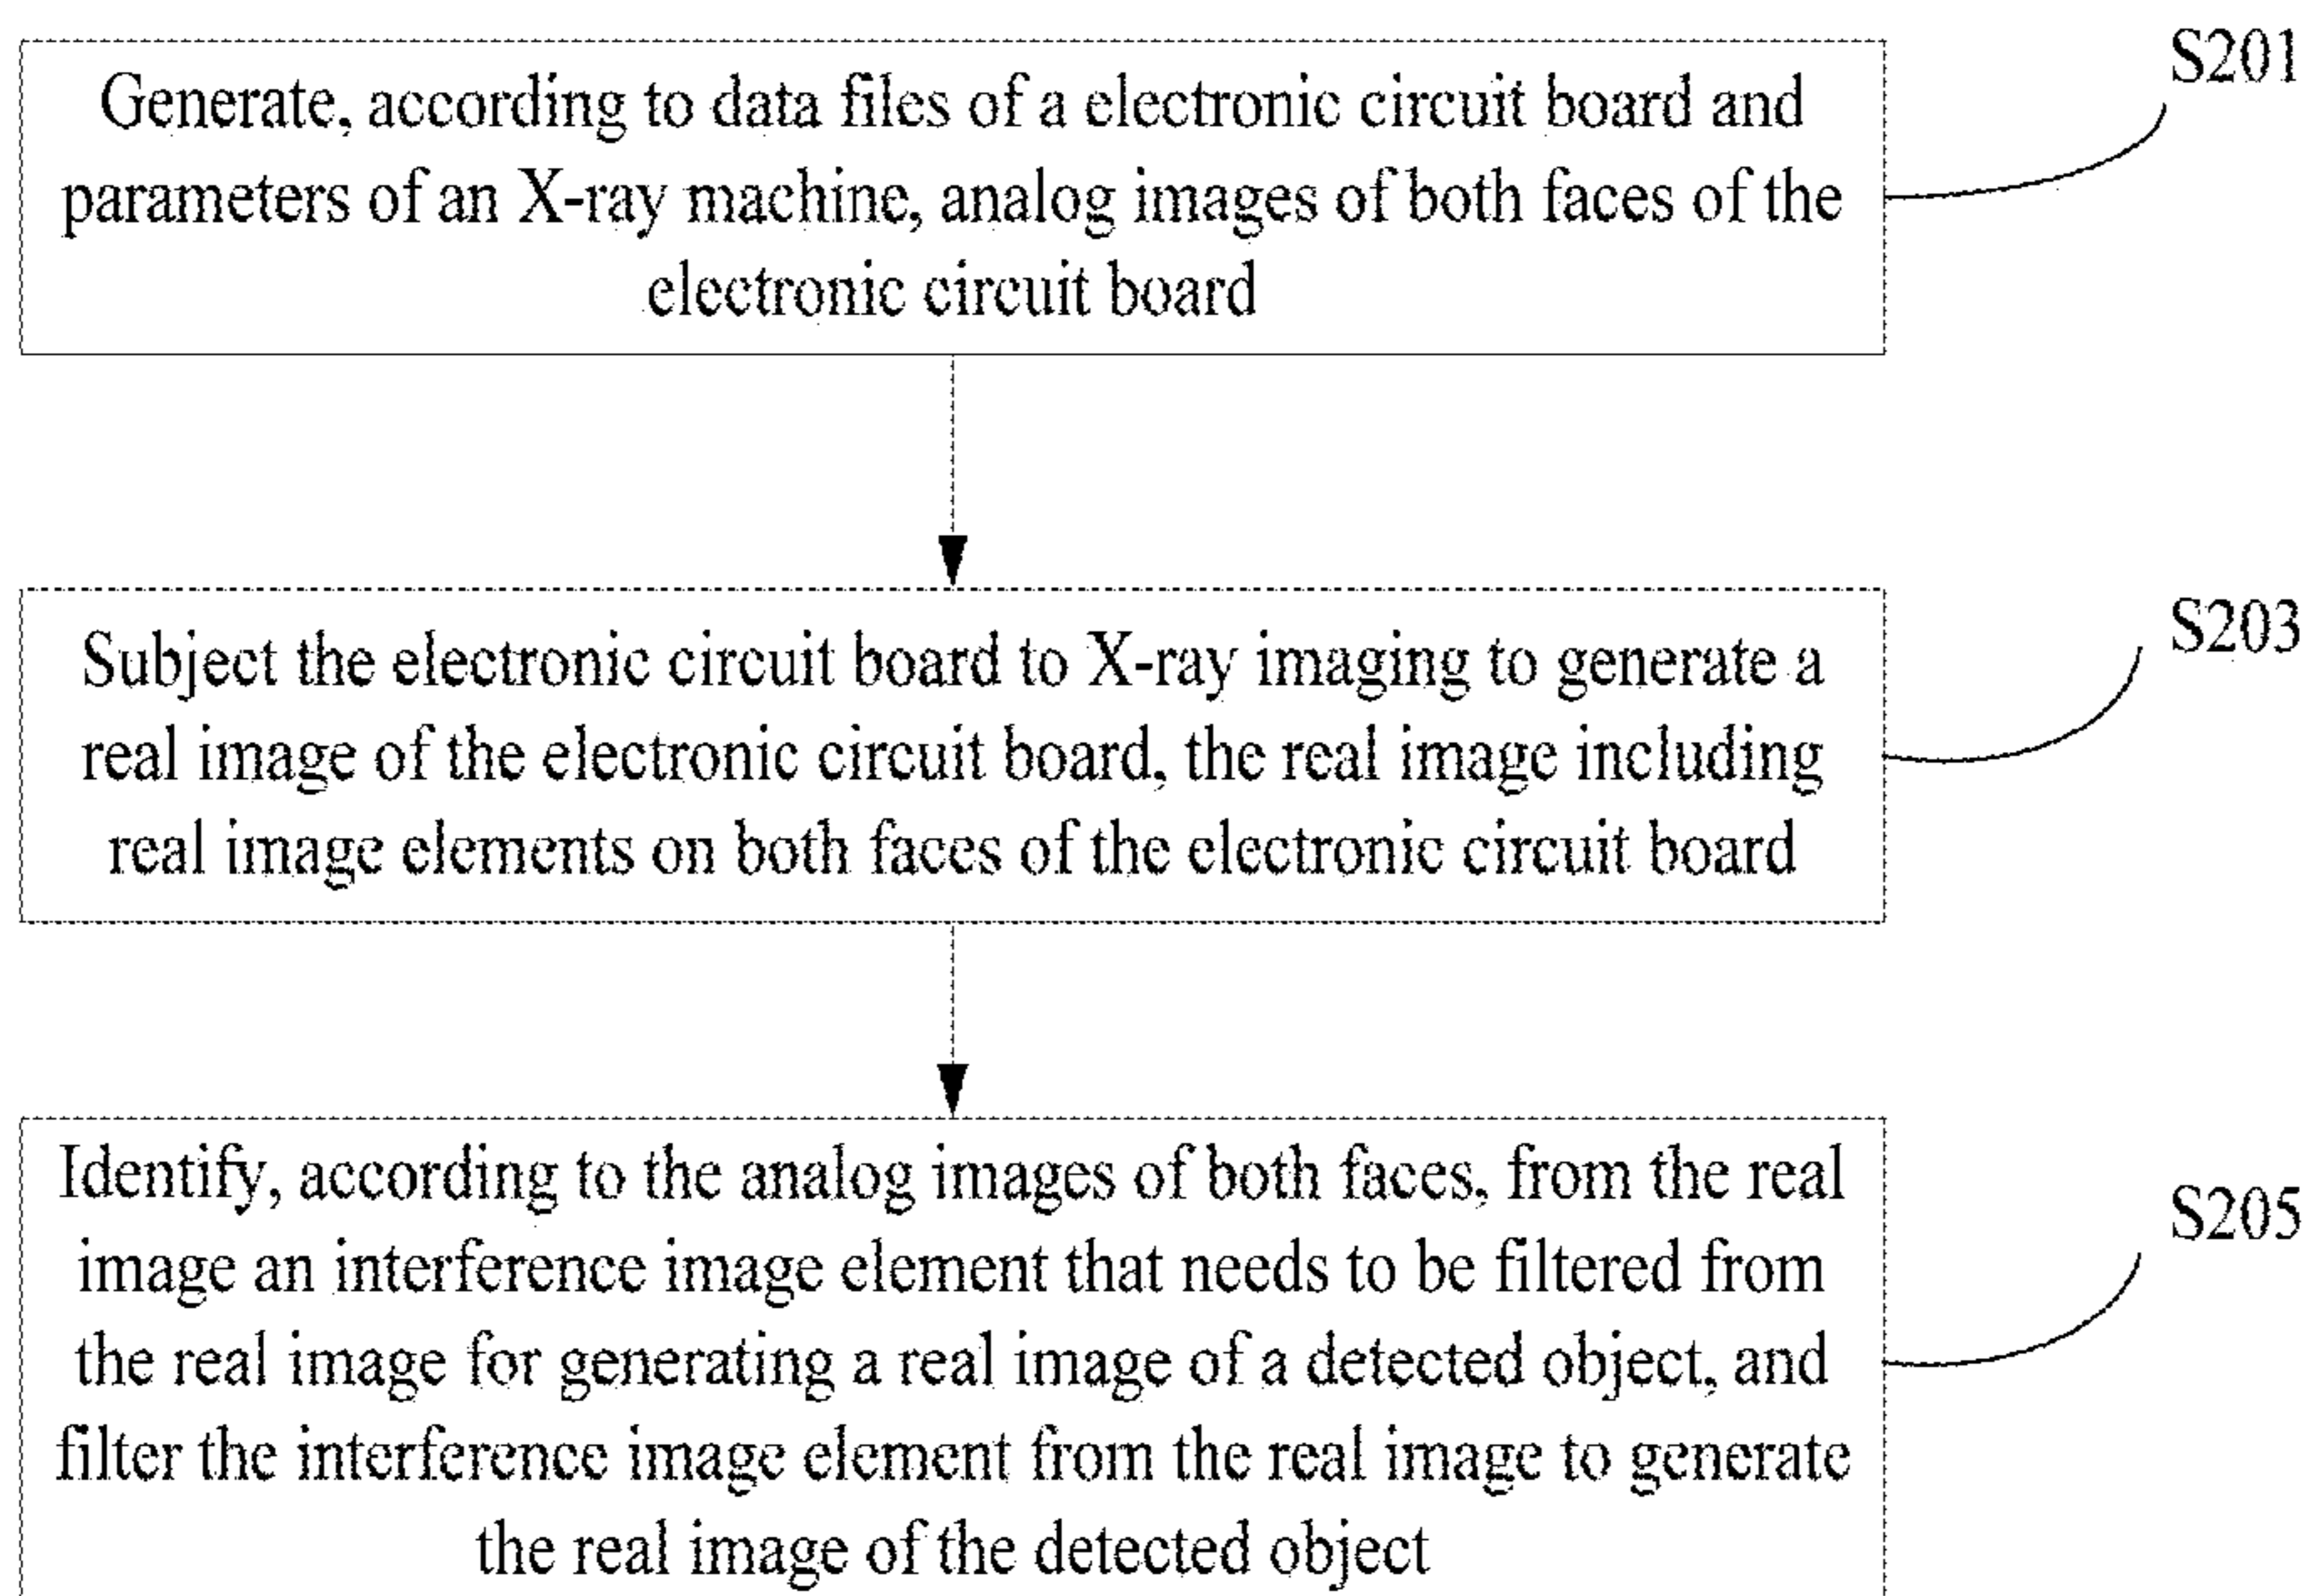 S201
Generate, according to data files of a electronic circuit board and
parameters of an X-ray machine, analog images of both faces of the
electronic circuit board
S203
Subject the electronic circuit board to X-ray imaging to generate a
real image of the electronic circuit board, the real image including
real image elements on both faces of the electronic circuit board
Identify, according to the analog images of both faces, from the real
S205
image an interference image element that needs to be filtered from
the real image for generating a real image of a detected object, and
filter the interference image element from the real image to generate
the real image of the detected object